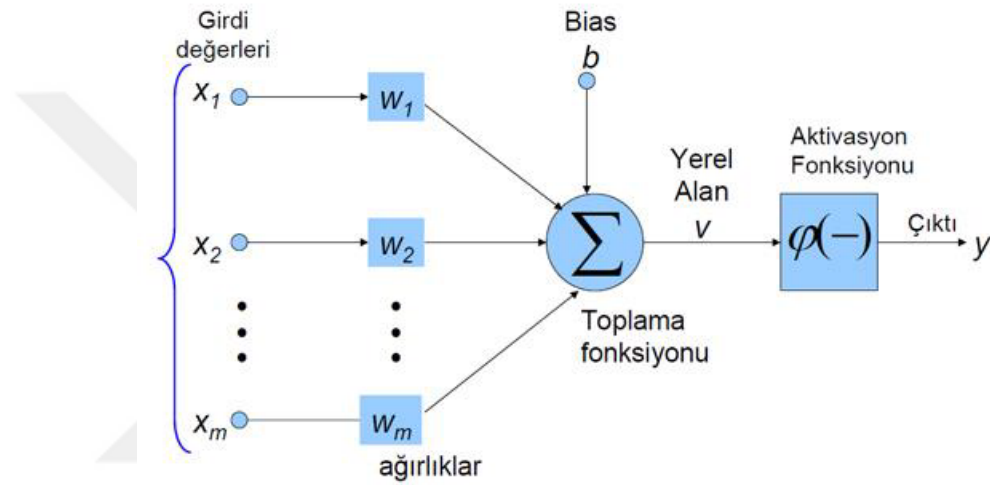 Girdi
değerleri
x1
w1
x2
w2
xm
wm
ağırlıklar
Bias
b
∑
Toplama
fonksiyonu
Yerel
Alan
v
Aktivasyon
Fonksiyonu
φ(−)
Çıktı
y